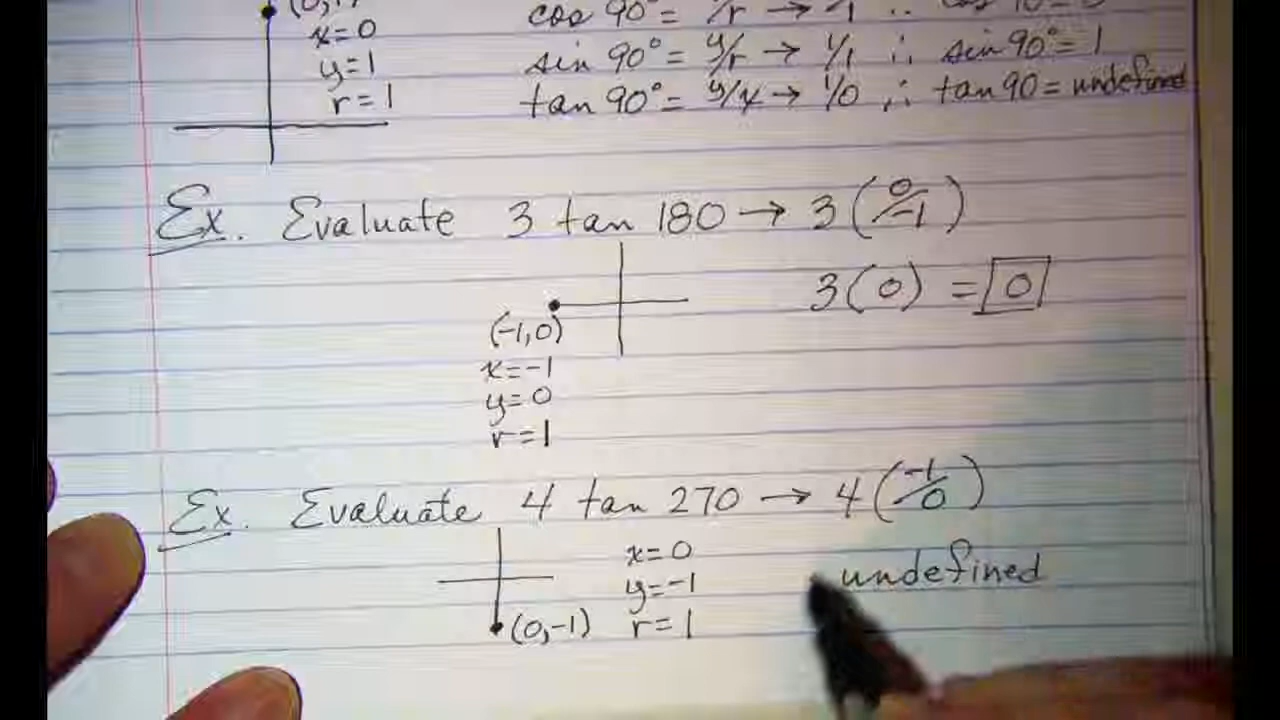 x=0
cos 90°=
y=1
sin 90°= y/r → 1/1 ∴ sin 90°= 1
r=1
tan 90°= y/x → 1/0 ∴ tan 90 = undefined
Ex. Evaluate 3 tan 180 → 3(0/-1)
3(0) = 0
(-1,0)
x=-1
y=0
r=1
Ex. Evaluate 4 tan 270 → 4(-1/0)
x=0
undefined
y=-1
(0,-1) r=1